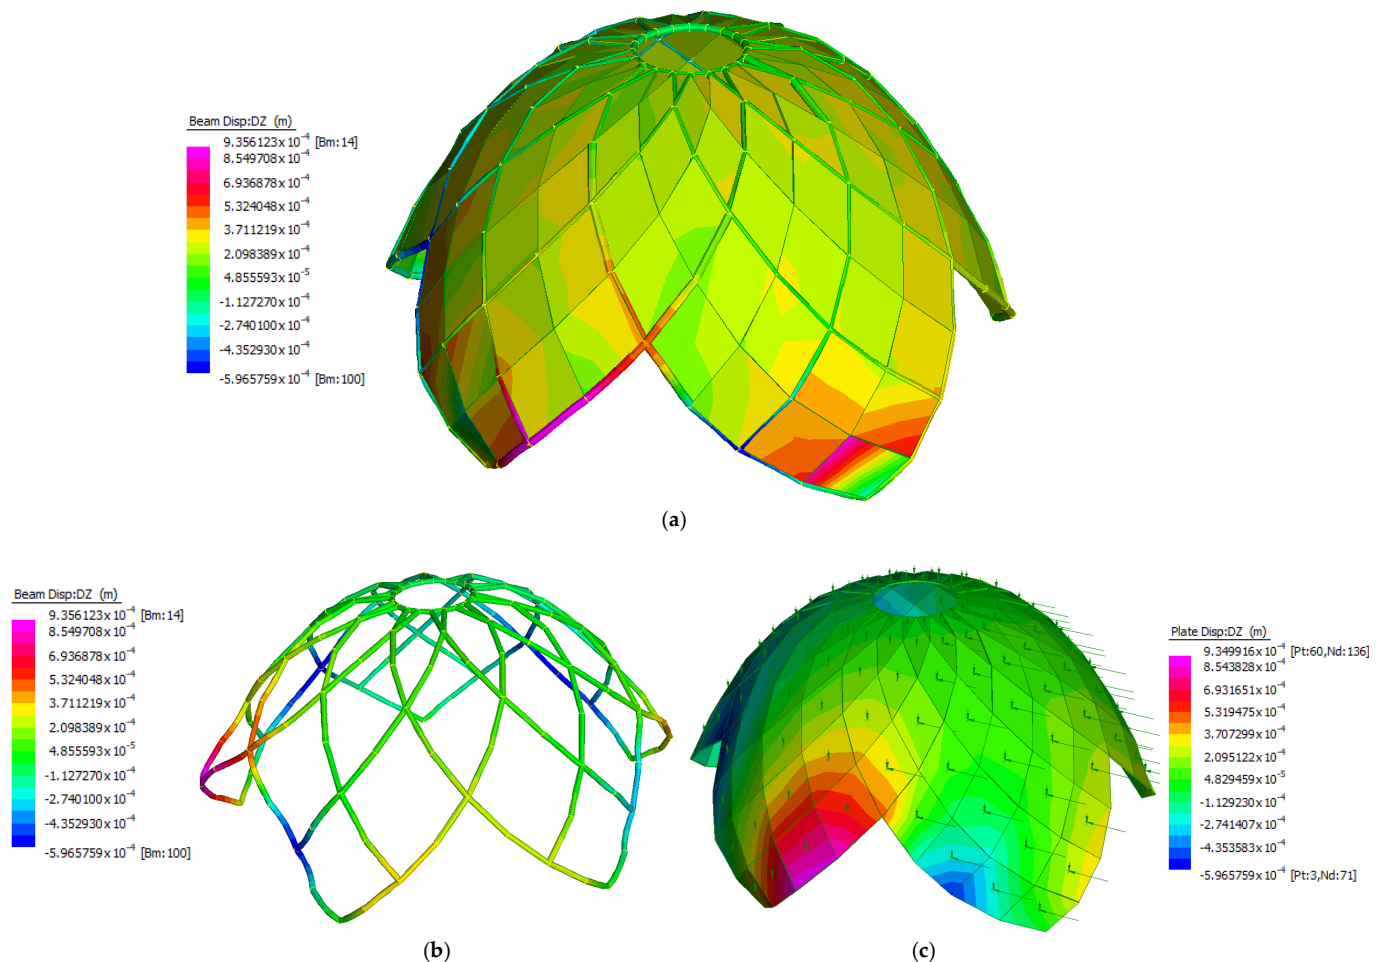 Beam Disp:DZ (m)
9.356123x10⁻⁴ [Bm:14]
8.549708x10⁻⁴
6.936878x10⁻⁴
5.324048x10⁻⁴
3.711219x10⁻⁴
2.098389x10⁻⁴
4.855593x10⁻⁵
-1.127270x10⁻⁴
-2.740100x10⁻⁴
-4.352930x10⁻⁴
-5.965759x10⁻⁴ [Bm:100]
(a)
Beam Disp:DZ (m)
9.356123x10⁻⁴ [Bm:14]
8.549708x10⁻⁴
6.936878x10⁻⁴
5.324048x10⁻⁴
3.711219x10⁻⁴
2.098389x10⁻⁴
4.855593x10⁻⁵
-1.127270x10⁻⁴
-2.740100x10⁻⁴
-4.352930x10⁻⁴
-5.965759x10⁻⁴ [Bm:100]
(b)
Plate Disp:DZ (m)
9.349916x10⁻⁴ [Pt:60,Nd:136]
8.543828x10⁻⁴
6.931651x10⁻⁴
5.319475x10⁻⁴
3.707299x10⁻⁴
2.095122x10⁻⁴
4.829459x10⁻⁵
-1.129230x10⁻⁴
-2.741407x10⁻⁴
-4.353583x10⁻⁴
-5.965759x10⁻⁴ [Pt:3,Nd:71]
(c)